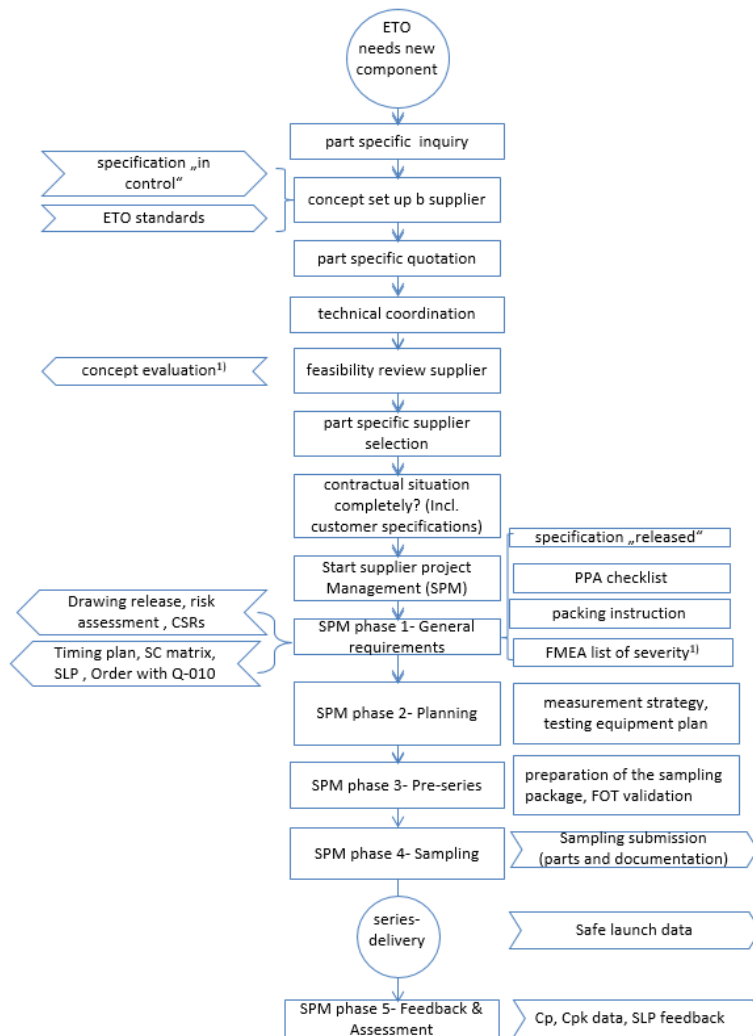 ETO
needs new
component
part specific inquiry
specification „in
control“
ETO standards
concept set up b supplier
part specific quotation
technical coordination
concept evaluation¹⁾
feasibility review supplier
part specific supplier
selection
contractual situation
completely? (Incl.
customer specifications)
Start supplier project
Management (SPM)
Drawing release, risk
assessment , CSRs
Timing plan, SC matrix,
SLP , Order with Q-010
SPM phase 1- General
requirements
specification „released“
PPA checklist
packing instruction
FMEA list of severity¹⁾
SPM phase 2- Planning
measurement strategy,
testing equipment plan
SPM phase 3- Pre-series
preparation of the sampling
package, FOT validation
SPM phase 4- Sampling
Sampling submission
(parts and documentation)
series-
delivery
Safe launch data
SPM phase 5- Feedback &
Assessment
Cp, Cpk data, SLP feedback